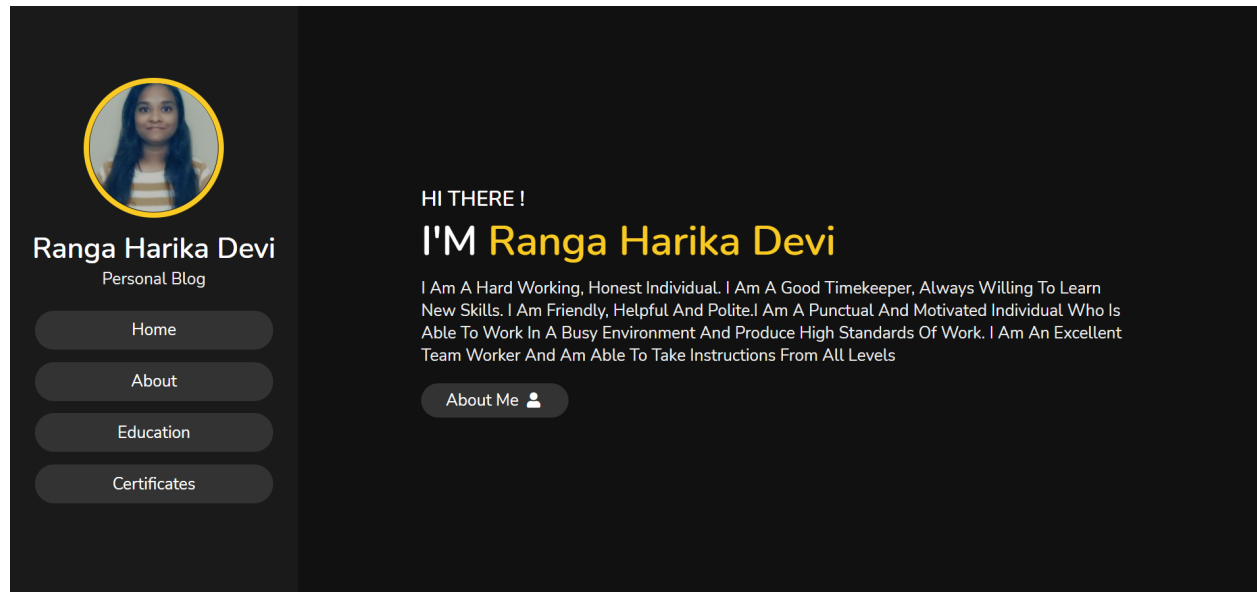 Ranga Harika Devi
Personal Blog
Home
About
Education
Certificates
HI THERE !
I'M Ranga Harika Devi
I Am A Hard Working, Honest Individual. I Am A Good Timekeeper, Always Willing To Learn
New Skills. I Am Friendly, Helpful And Polite.I Am A Punctual And Motivated Individual Who Is
Able To Work In A Busy Environment And Produce High Standards Of Work. I Am An Excellent
Team Worker And Am Able To Take Instructions From All Levels
About Me